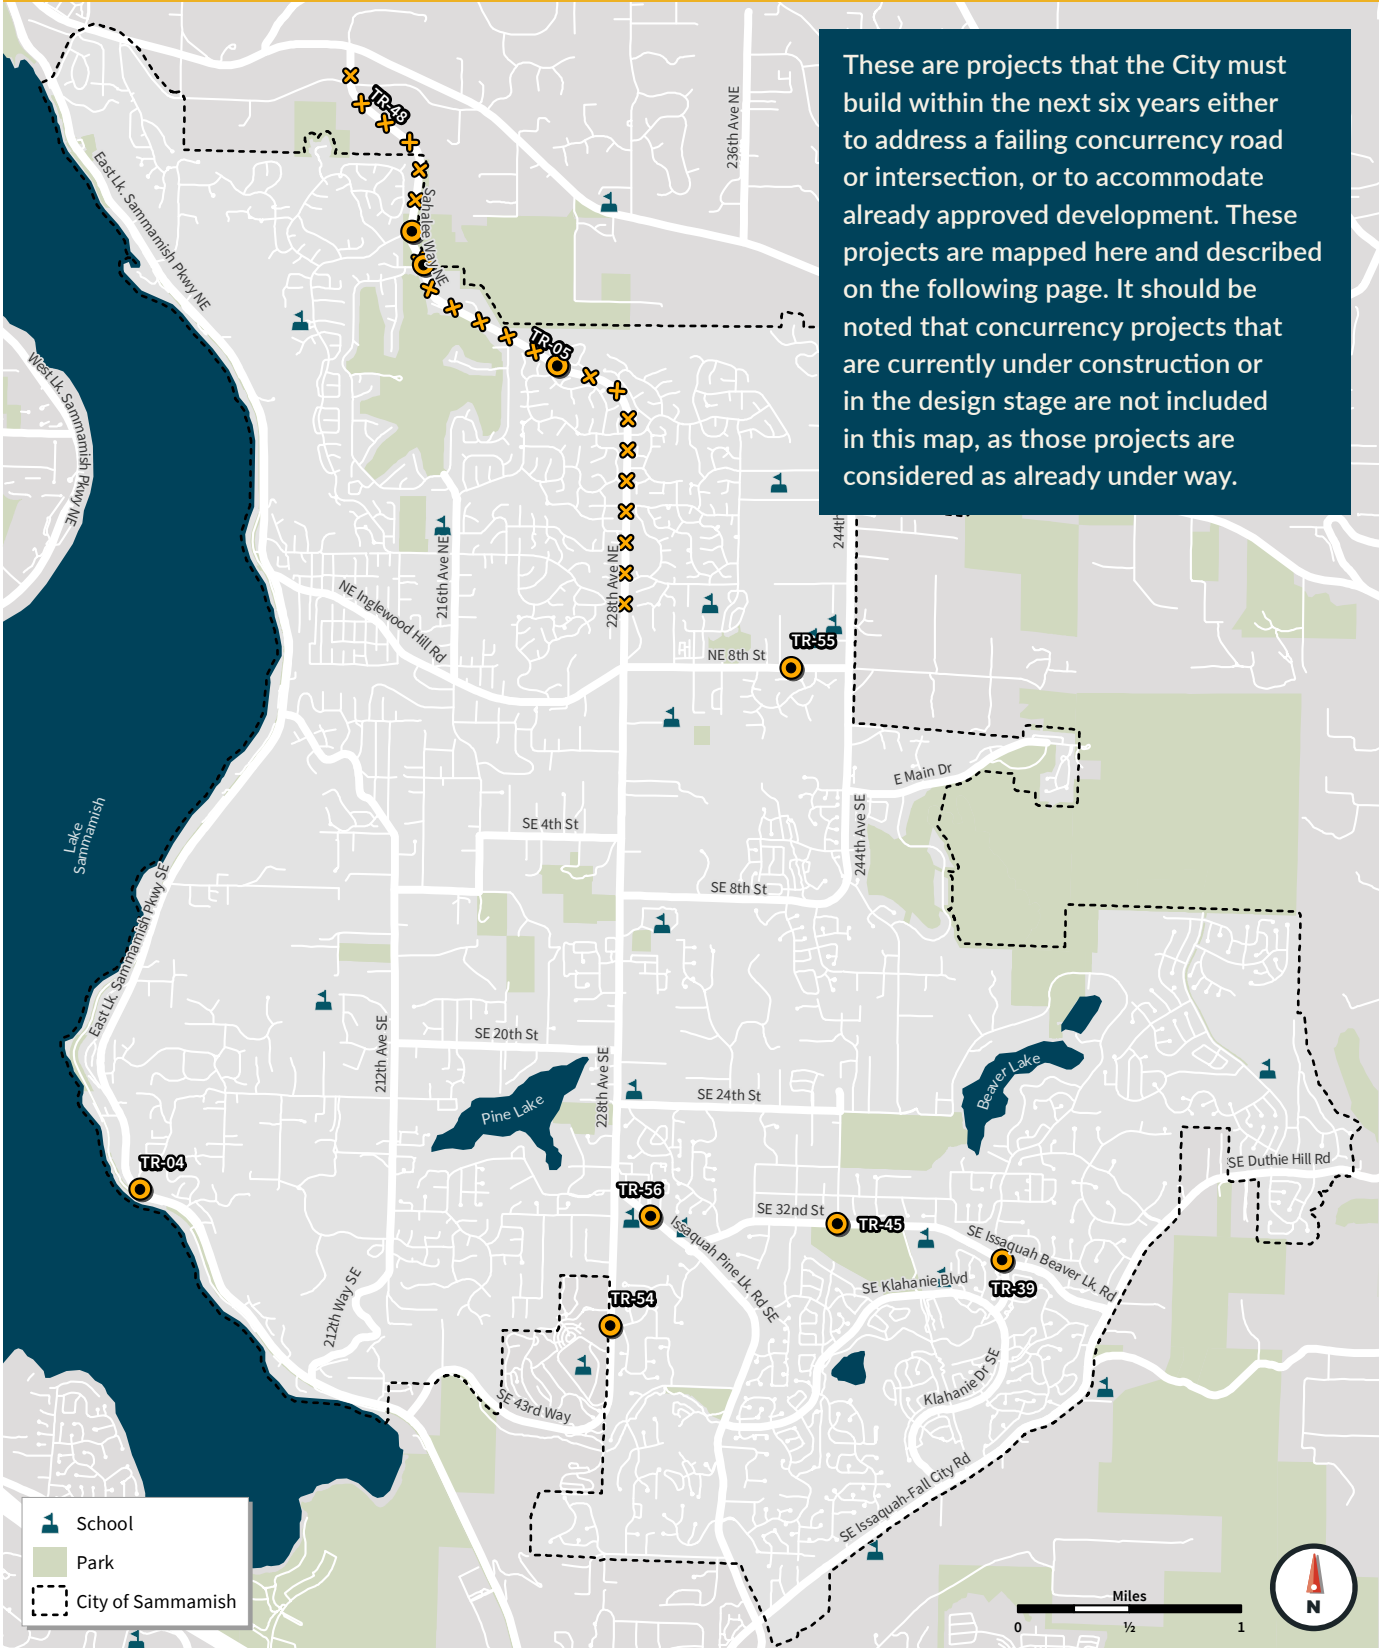 These are projects that the City must
build within the next six years either
to address a failing concurrency road
or intersection, or to accommodate
already approved development. These
projects are mapped here and described
on the following page. It should be
noted that concurrency projects that
are currently under construction or
in the design stage are not included
in this map, as those projects are
considered as already under way.
TR-48
236th Ave NE
East Lk. Sammamish Pkwy NE
Sahalee Way NE
TR-05
West Lk. Sammamish Pkwy NE
244th
216th Ave NE
228th Ave NE
NE Inglewood Hill Rd
TR-55
NE 8th St
E Main Dr
Lake
Sammamish
SE 4th St
244th Ave SE
SE 8th St
East Lk. Sammamish Pkwy SE
212th Ave SE
SE 20th St
228th Ave SE
Pine Lake
SE 24th St
Beaver Lake
TR-04
SE Duthie Hill Rd
TR-56
SE 32nd St
TR-45
Issaquah Pine Lk. Rd SE
SE Issaquah Beaver Lk. Rd
SE Klahanie Blvd
TR-39
212th Way SE
TR-54
Klahanie Dr SE
SE 43rd Way
SE Issaquah-Fall City Rd
School
Park
City of Sammamish
Miles
0 ½ 1
N